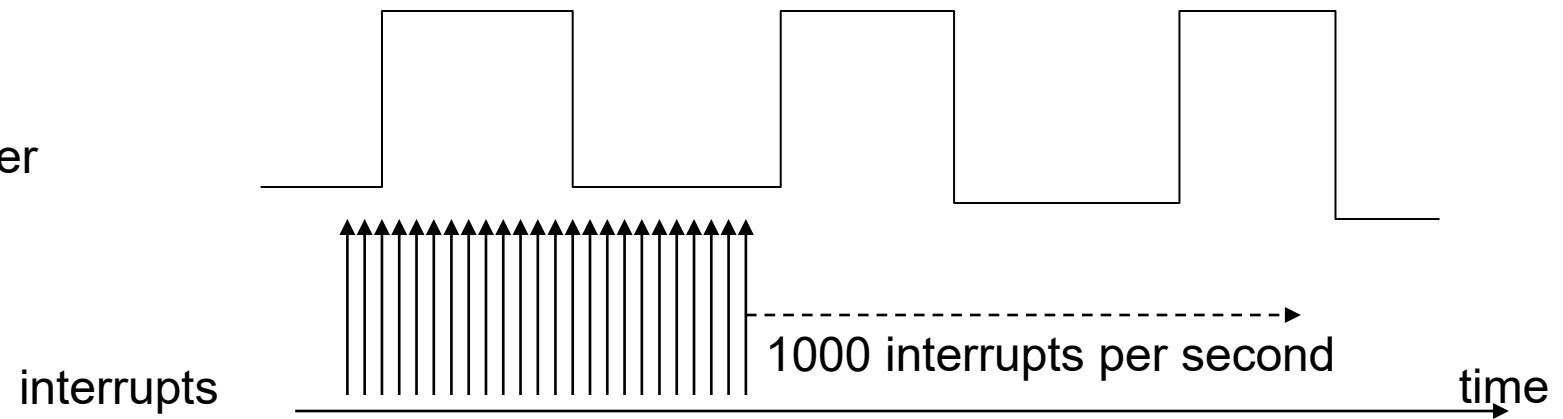 er
1000 interrupts per second
interrupts
time